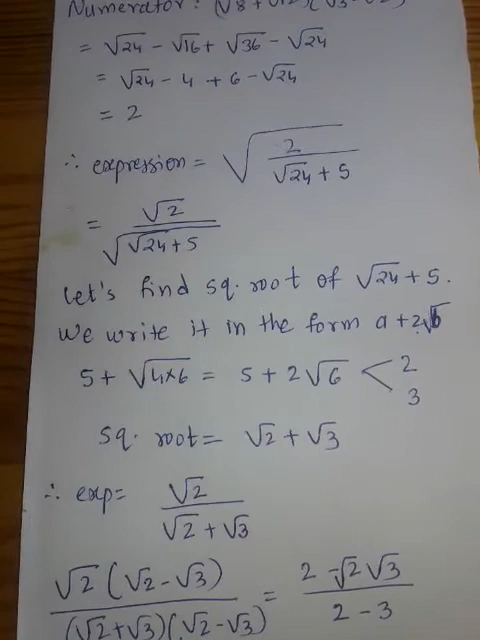 Numerator: (√8 + √12)(√3 - √2)
= √24 - √16 + √36 - √24
= √24 - 4 + 6 - √24
= 2
∴ expression = √(2/(√24 + 5))
= √2/√(√24 + 5)
Let's find sq. root of √24 + 5.
We write it in the form a + 2√b
5 + √(4×6) = 5 + 2√6 < 2
3
sq. root = √2 + √3
∴ exp = √2/(√2 + √3)
√2(√2 - √3)/((√2 + √3)(√2 - √3)) = (2 - √2√3)/(2 - 3)